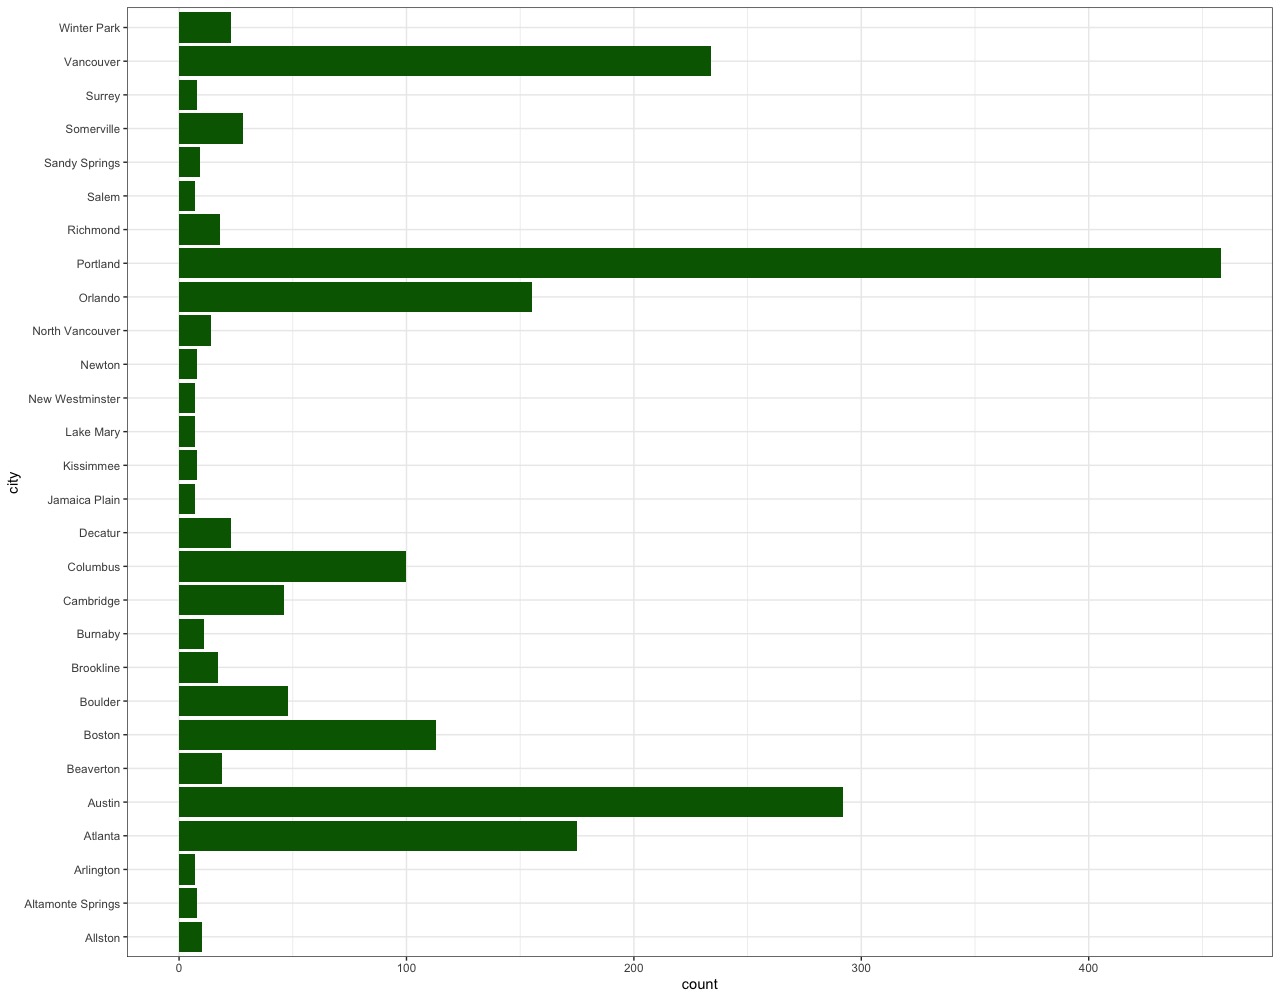 Winter Park
Vancouver
Surrey
Somerville
Sandy Springs
Salem
Richmond
Portland
Orlando
North Vancouver
Newton
New Westminster
Lake Mary
Kissimmee
Jamaica Plain
Decatur
Columbus
Cambridge
Burnaby
Brookline
Boulder
Boston
Beaverton
Austin
Atlanta
Arlington
Altamonte Springs
Allston
city
0 100 200 300 400
count